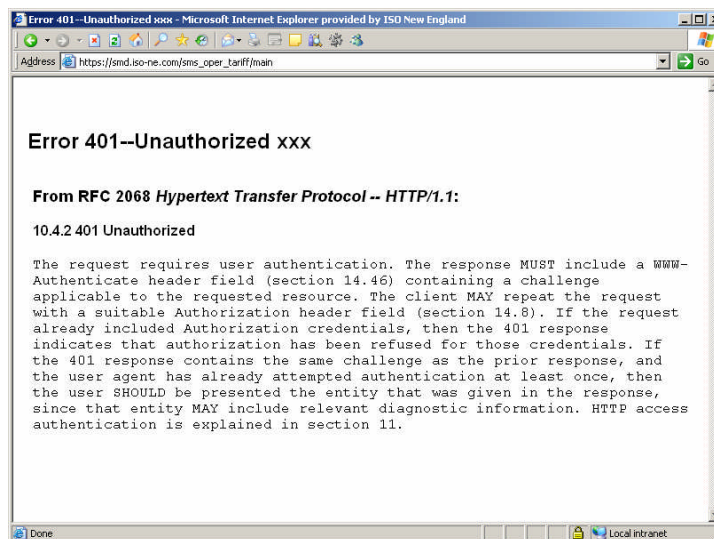 Error 401--Unauthorized xxx - Microsoft Internet Explorer provided by ISO New England
Address https://smd.iso-ne.com/sms_oper_tariff/main Go
Error 401--Unauthorized xxx
From RFC 2068 Hypertext Transfer Protocol -- HTTP/1.1:
10.4.2 401 Unauthorized
The request requires user authentication. The response MUST include a WWW-
Authenticate header field (section 14.46) containing a challenge
applicable to the requested resource. The client MAY repeat the request
with a suitable Authorization header field (section 14.8). If the request
already included Authorization credentials, then the 401 response
indicates that authorization has been refused for those credentials. If
the 401 response contains the same challenge as the prior response, and
the user agent has already attempted authentication at least once, then
the user SHOULD be presented the entity that was given in the response,
since that entity MAY include relevant diagnostic information. HTTP access
authentication is explained in section 11.
Done Local intranet